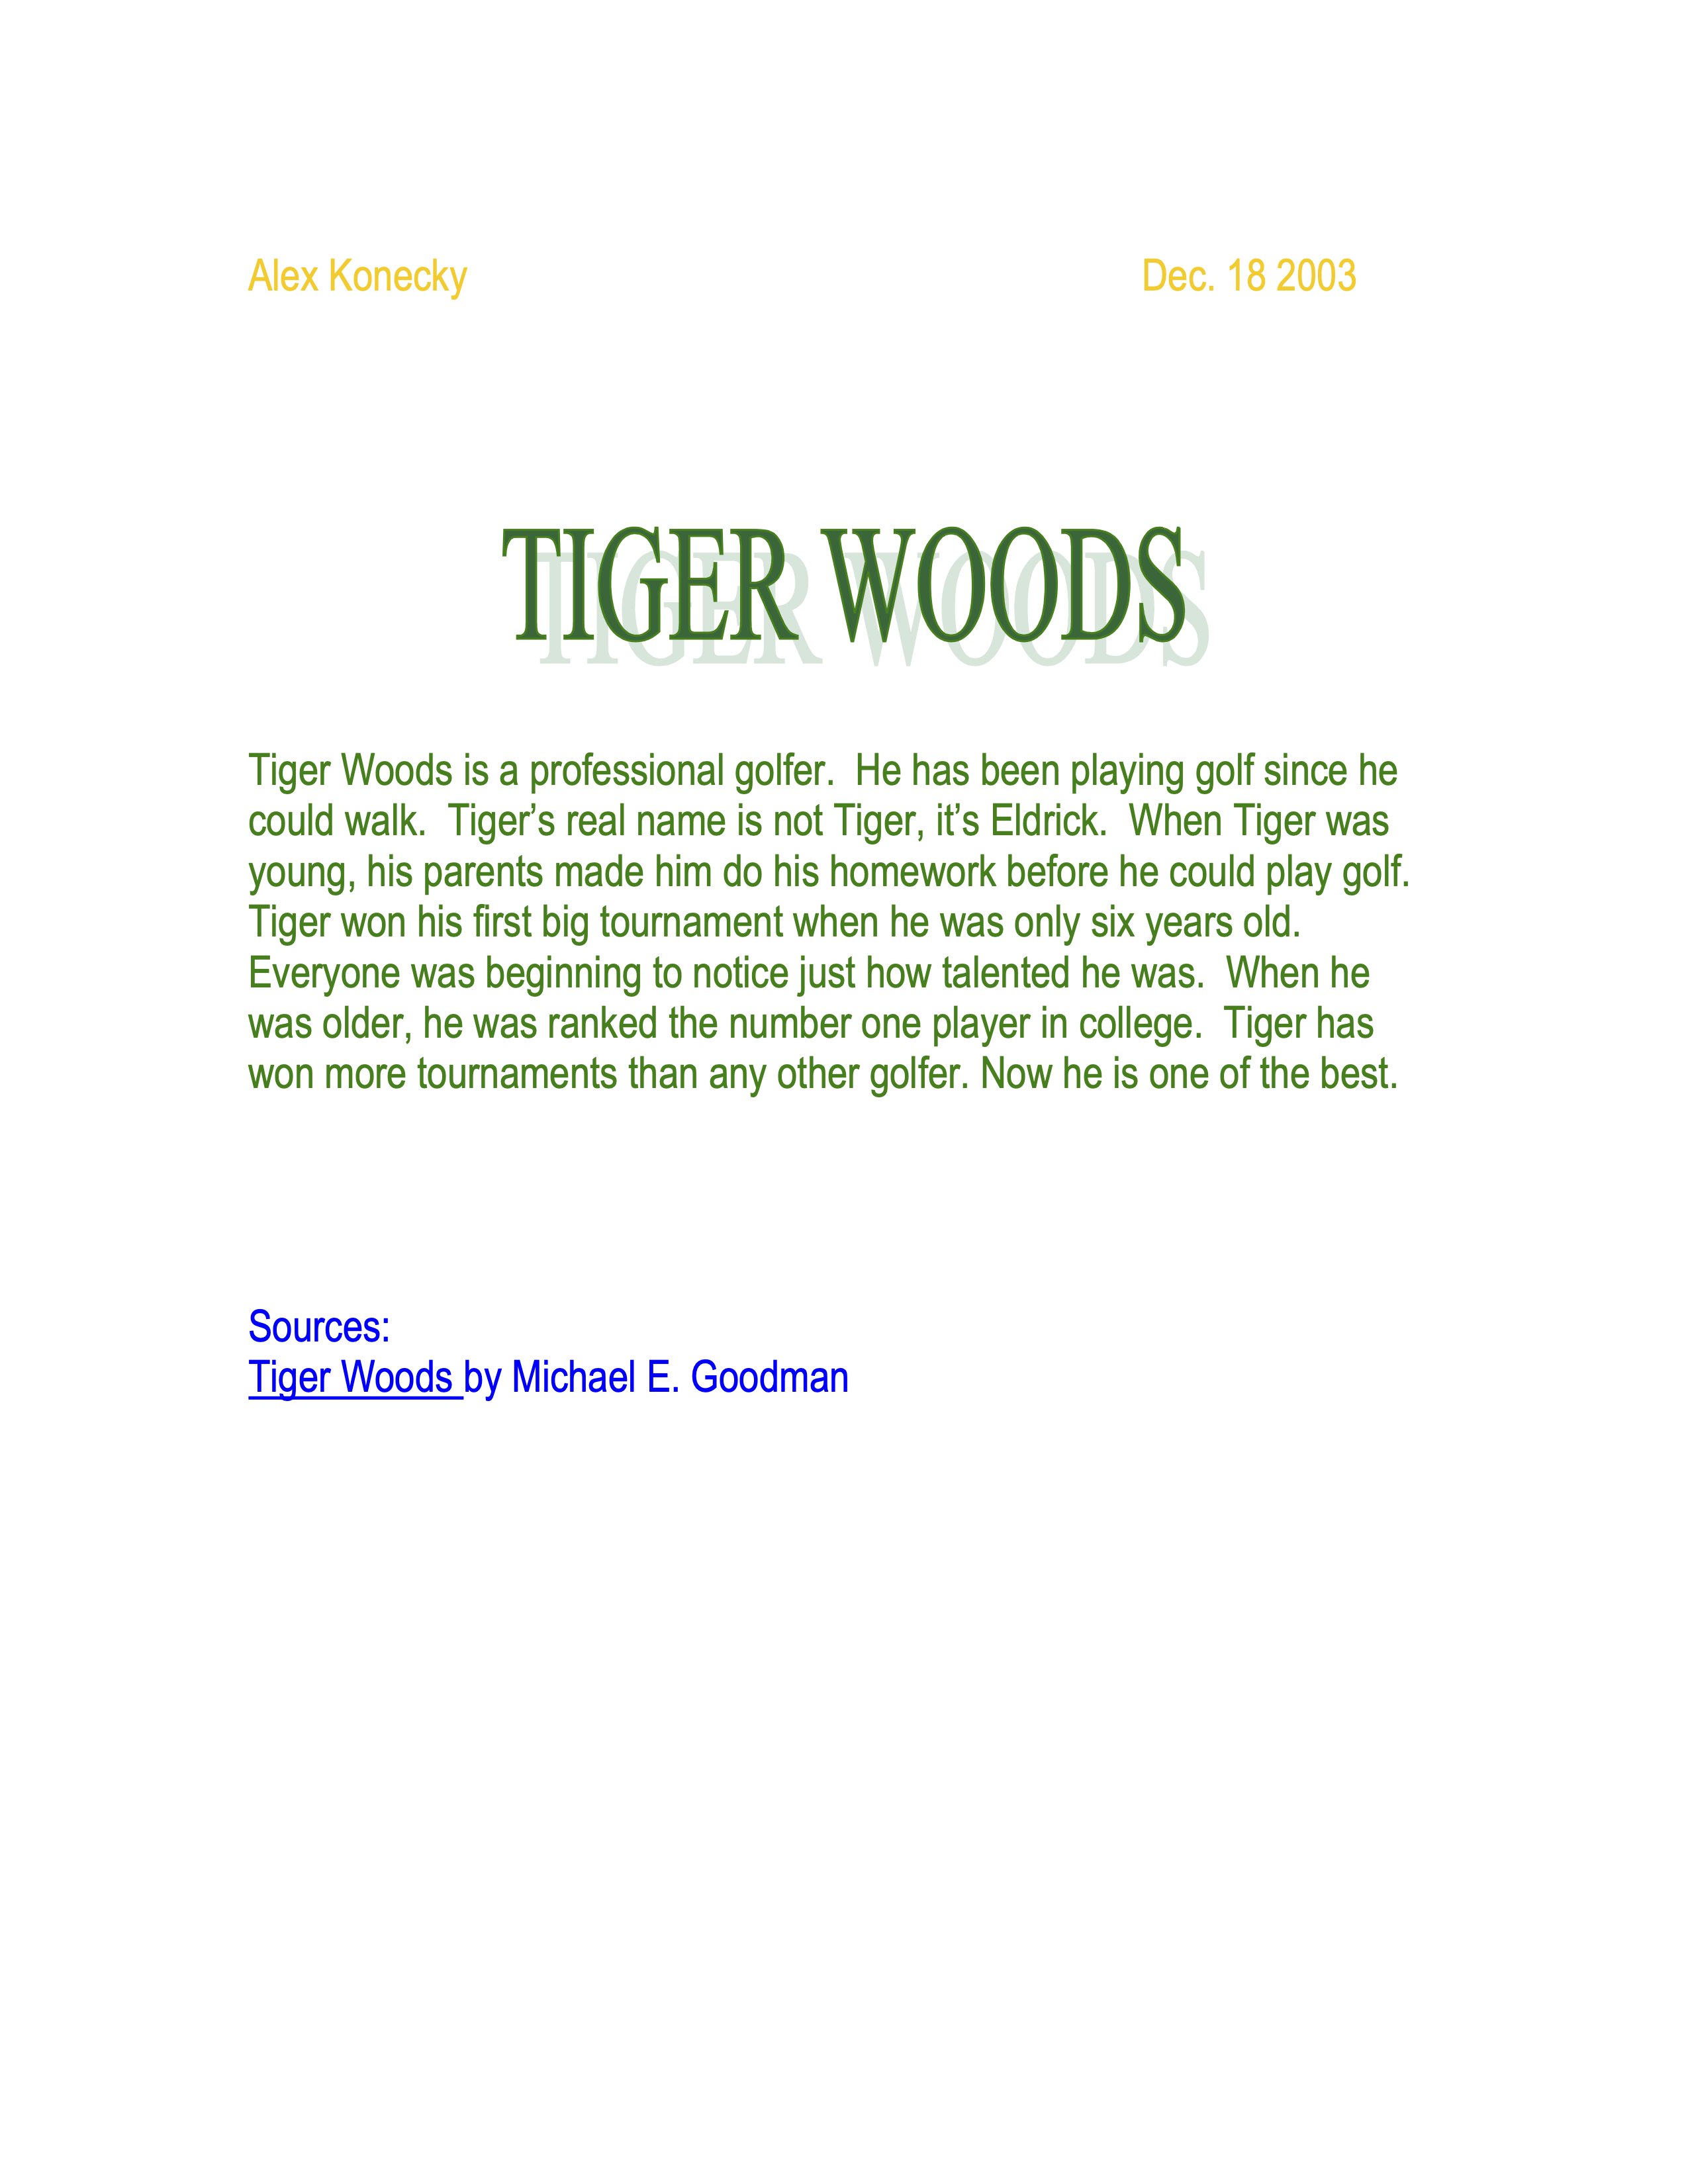 Alex Konecky Dec. 18 2003
TIGER WOODS
Tiger Woods is a professional golfer.  He has been playing golf since he
could walk.  Tiger’s real name is not Tiger, it’s Eldrick.  When Tiger was
young, his parents made him do his homework before he could play golf.
Tiger won his first big tournament when he was only six years old.
Everyone was beginning to notice just how talented he was.  When he
was older, he was ranked the number one player in college.  Tiger has
won more tournaments than any other golfer. Now he is one of the best.
Sources:
Tiger Woods by Michael E. Goodman